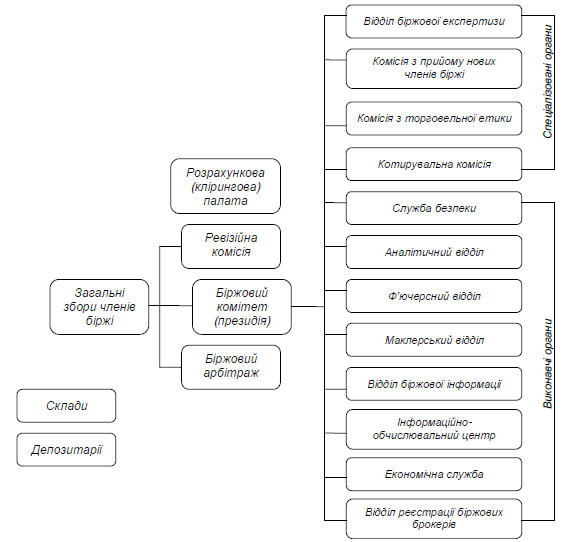 Відділ біржової експертизи
Комісія з прийому нових
членів біржі
Комісія з торговельної етики
Котирувальна комісія
Спеціалізовані органи
Розрахункова
(клірингова)
палата
Ревізійна
комісія
Загальні
збори членів
біржі
Біржовий
комітет
(президія)
Біржовий
арбітраж
Склади
Депозитарії
Служба безпеки
Аналітичний відділ
Ф'ючерсний відділ
Маклерський відділ
Відділ біржової інформації
Інформаційно-
обчислювальний центр
Економічна служба
Відділ реєстрації біржових
брокерів
Виконавчі органи